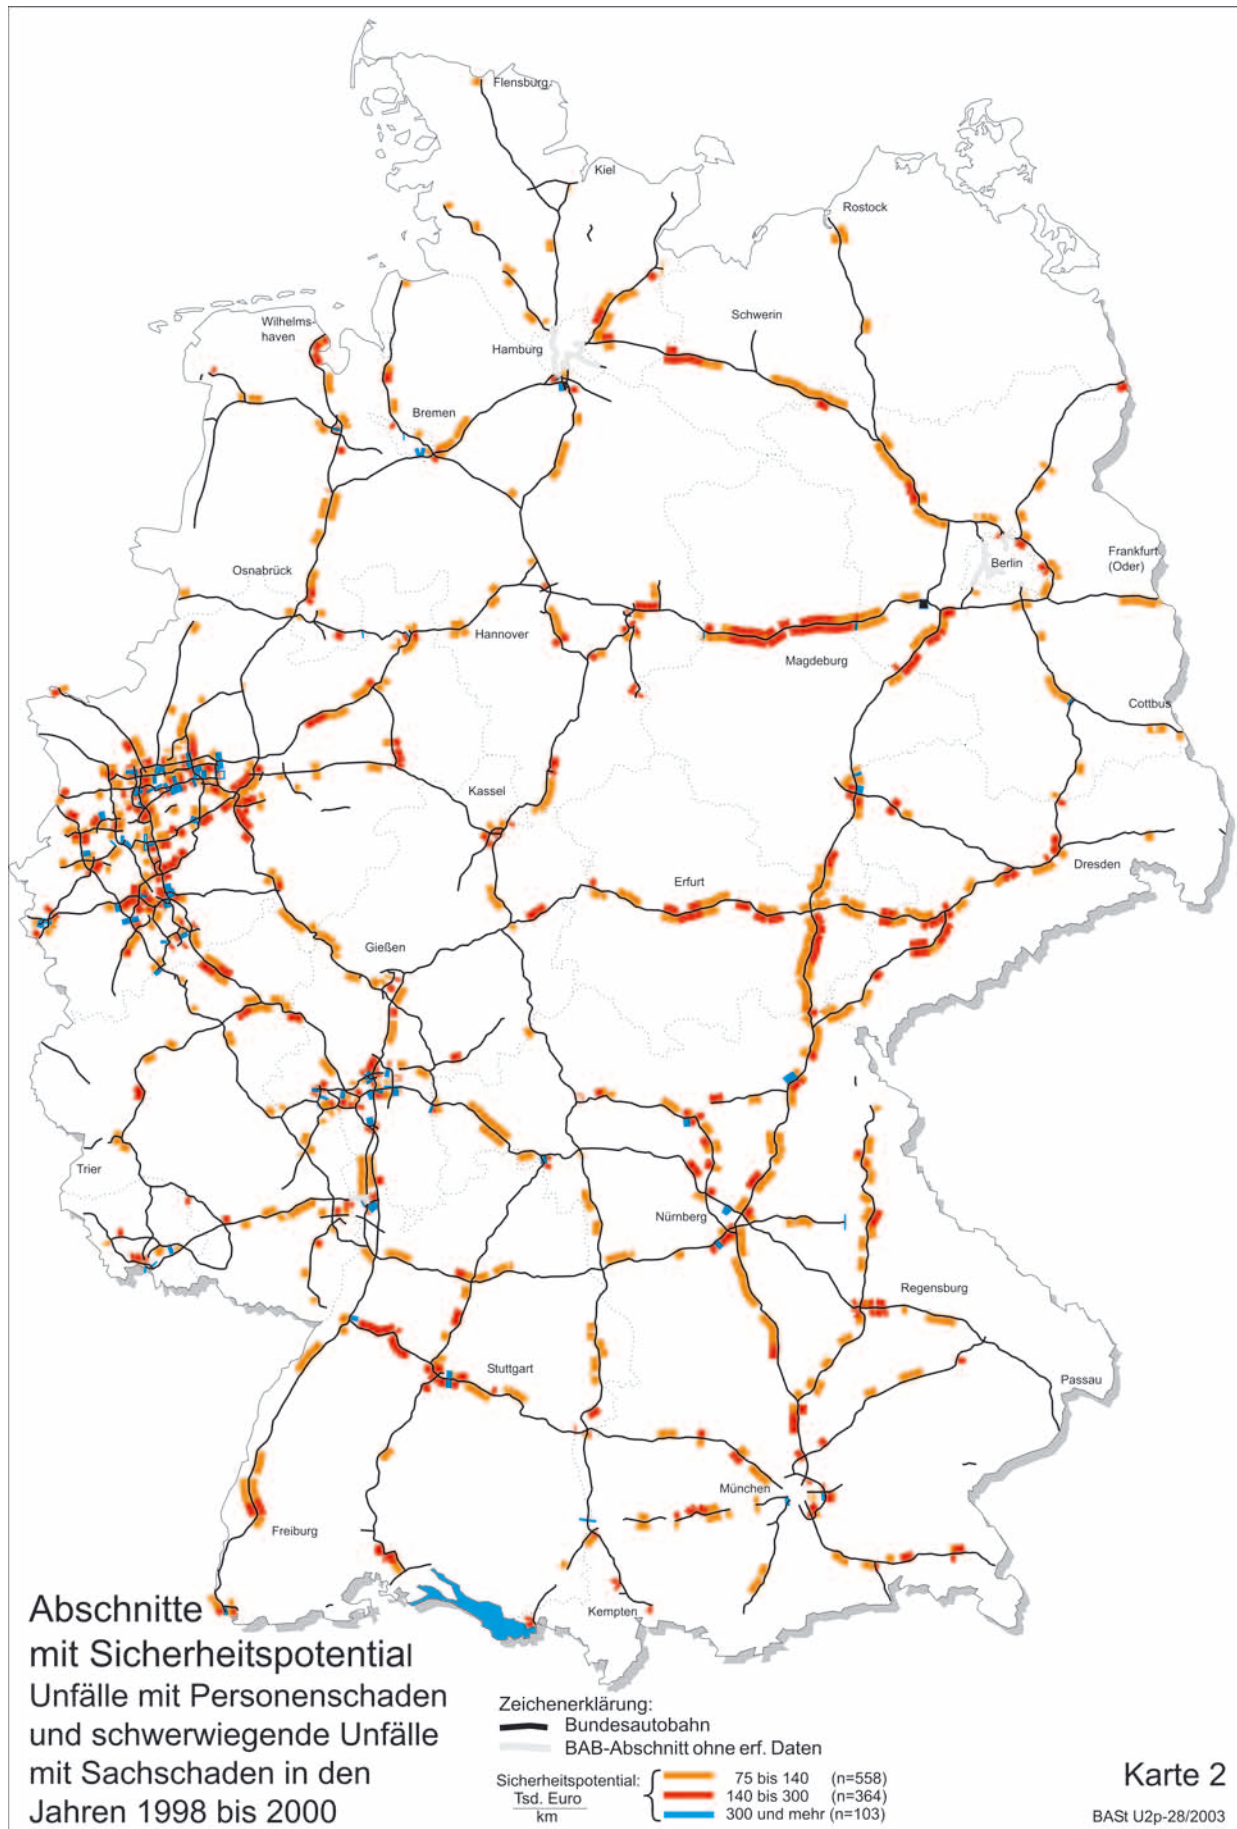 Flensburg
Kiel
Rostock
Wilhelms-
haven
Schwerin
Hamburg
Bremen
Berlin
Frankfurt
(Oder)
Osnabrück
Hannover
Magdeburg
Cottbus
Kassel
Erfurt
Dresden
Gießen
Trier
Nürnberg
Regensburg
Stuttgart
Passau
München
Freiburg
Kempten
Abschnitte
mit Sicherheitspotential
Unfälle mit Personenschaden
und schwerwiegende Unfälle
mit Sachschaden in den
Jahren 1998 bis 2000
Zeichenerklärung:
Bundesautobahn
BAB-Abschnitt ohne erf. Daten
Sicherheitspotential:
Tsd. Euro
km
75 bis 140 (n=558)
140 bis 300 (n=364)
300 und mehr (n=103)
Karte 2
BASt U2p-28/2003